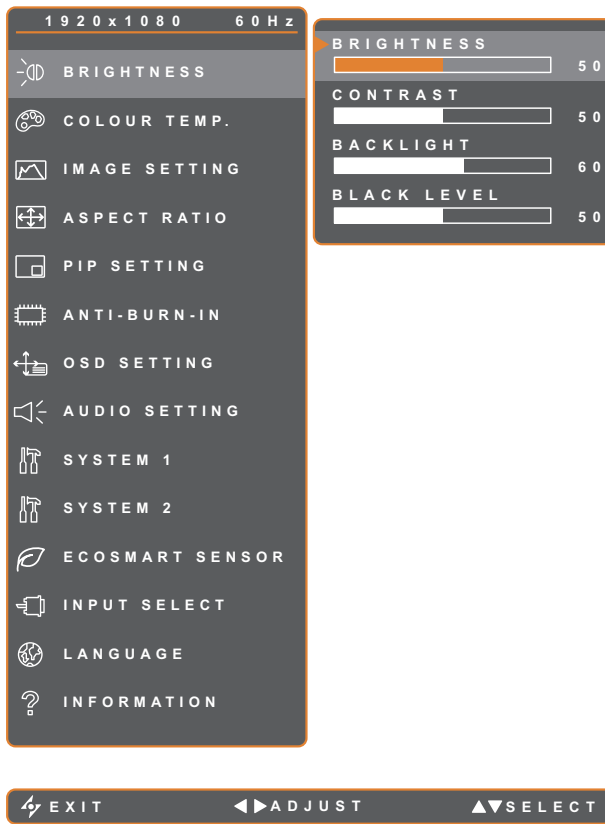 1920x1080 60Hz
BRIGHTNESS
COLOUR TEMP.
IMAGE SETTING
ASPECT RATIO
PIP SETTING
ANTI-BURN-IN
OSD SETTING
AUDIO SETTING
SYSTEM 1
SYSTEM 2
ECOSMART SENSOR
INPUT SELECT
LANGUAGE
INFORMATION
BRIGHTNESS
50
CONTRAST
50
BACKLIGHT
60
BLACK LEVEL
50
EXIT ADJUST SELECT